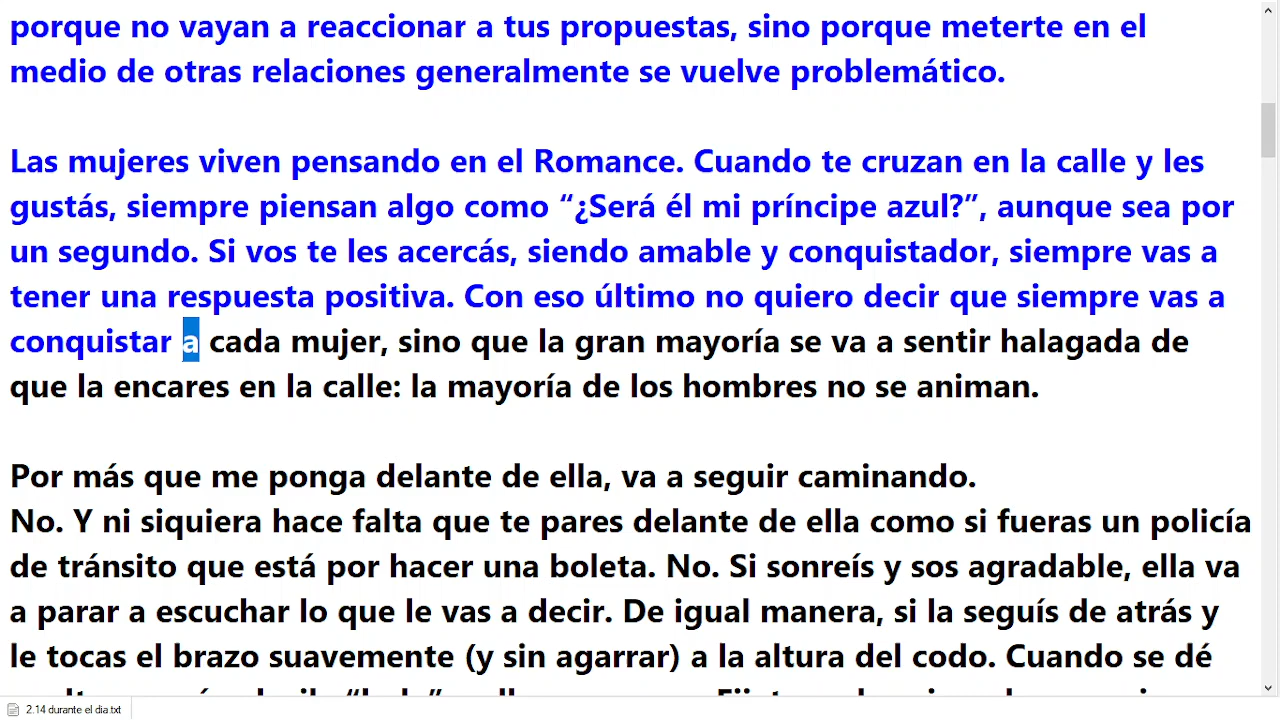 porque no vayan a reaccionar a tus propuestas, sino porque meterte en el
medio de otras relaciones generalmente se vuelve problemático.
Las mujeres viven pensando en el Romance. Cuando te cruzan en la calle y les
gustás, siempre piensan algo como “¿Será él mi príncipe azul?”, aunque sea por
un segundo. Si vos te les acercás, siendo amable y conquistador, siempre vas a
tener una respuesta positiva. Con eso último no quiero decir que siempre vas a
conquistar a cada mujer, sino que la gran mayoría se va a sentir halagada de
que la encares en la calle: la mayoría de los hombres no se animan.
Por más que me ponga delante de ella, va a seguir caminando.
No. Y ni siquiera hace falta que te pares delante de ella como si fueras un policía
de tránsito que está por hacer una boleta. No. Si sonreís y sos agradable, ella va
a parar a escuchar lo que le vas a decir. De igual manera, si la seguís de atrás y
le tocas el brazo suavemente (y sin agarrar) a la altura del codo. Cuando se dé
2.14 durante el dia.txt